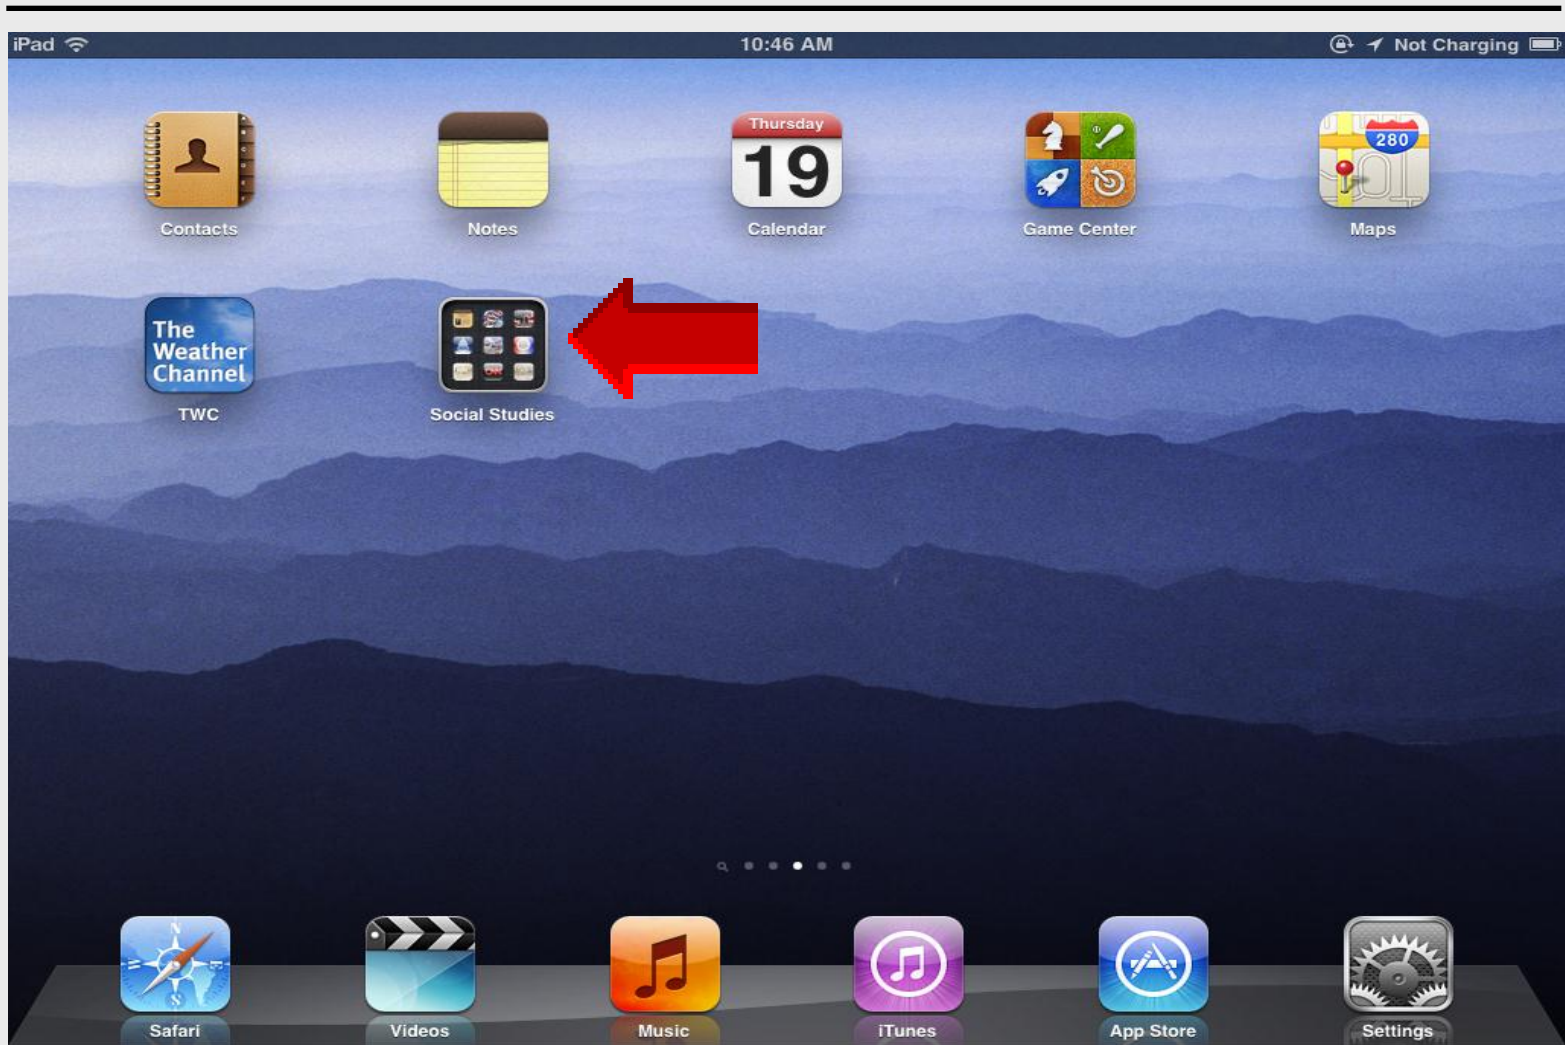 iPad 10:46 AM Not Charging
Thursday
19
280
Contacts Notes Calendar Game Center Maps
The
Weather
Channel
TWC Social Studies
Safari Videos Music iTunes App Store Settings